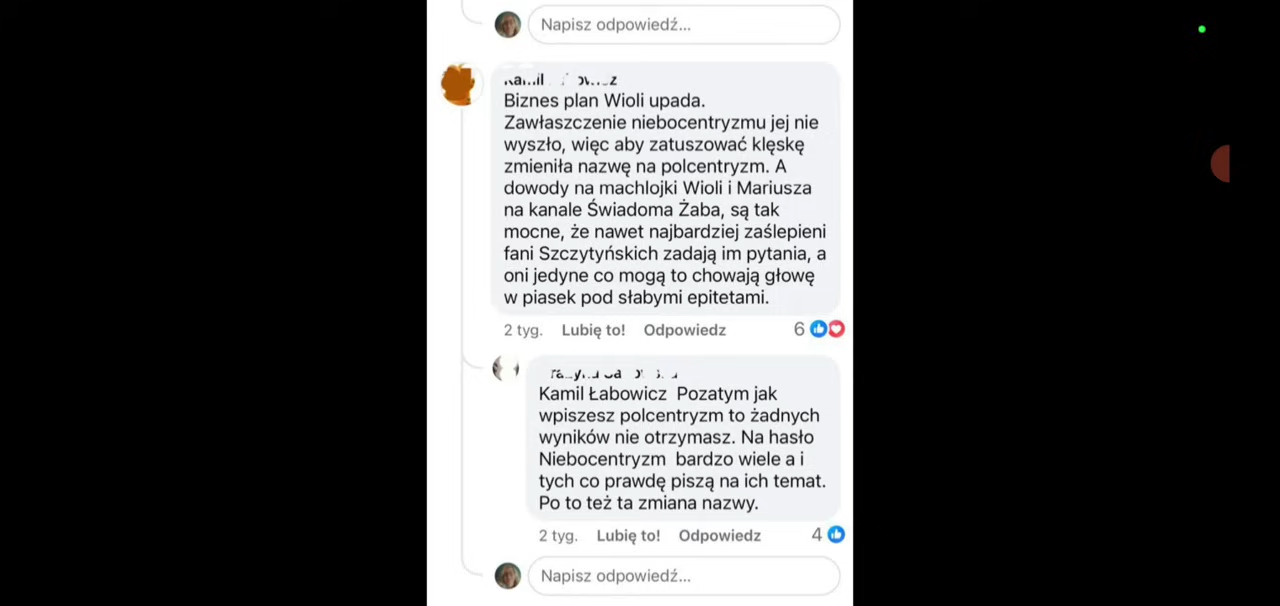 Napisz odpowiedź...
Biznes plan Wioli upada.
Zawłaszczenie niebocentryzmu jej nie
wyszło, więc aby zatuszować klęskę
zmieniła nazwę na polcentryzm. A
dowody na machlojki Wioli i Mariusza
na kanale Świadoma Żaba, są tak
mocne, że nawet najbardziej zaślepieni
fani Szczytyńskich zadają im pytania, a
oni jedyne co mogą to chowają głowę
w piasek pod słabymi epitetami.
2 tyg. Lubię to! Odpowiedz 6
Kamil Łabowicz Pozatym jak
wpiszesz polcentryzm to żadnych
wyników nie otrzymasz. Na hasło
Niebocentryzm bardzo wiele a i
tych co prawdę piszą na ich temat.
Po to też ta zmiana nazwy.
2 tyg. Lubię to! Odpowiedz 4
Napisz odpowiedź...